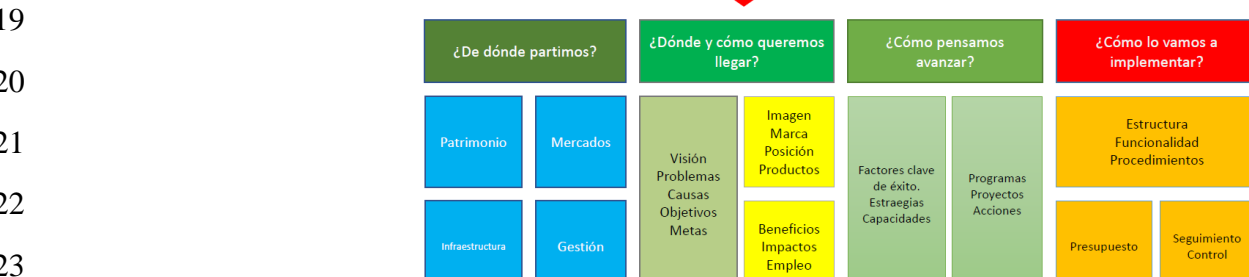 19
¿De dónde partimos?
¿Dónde y cómo queremos
llegar?
¿Cómo pensamos
avanzar?
¿Cómo lo vamos a
implementar?
20
Patrimonio
Mercados
Visión
Problemas
Causas
Objetivos
Metas
Imagen
Marca
Posición
Productos
Factores clave
de éxito.
Estraegias
Capacidades
Programas
Proyectos
Acciones
Estructura
Funcionalidad
Procedimientos
21
22
Infraestructura
Gestión
Beneficios
Impactos
Empleo
Presupuesto
Seguimiento
Control
23